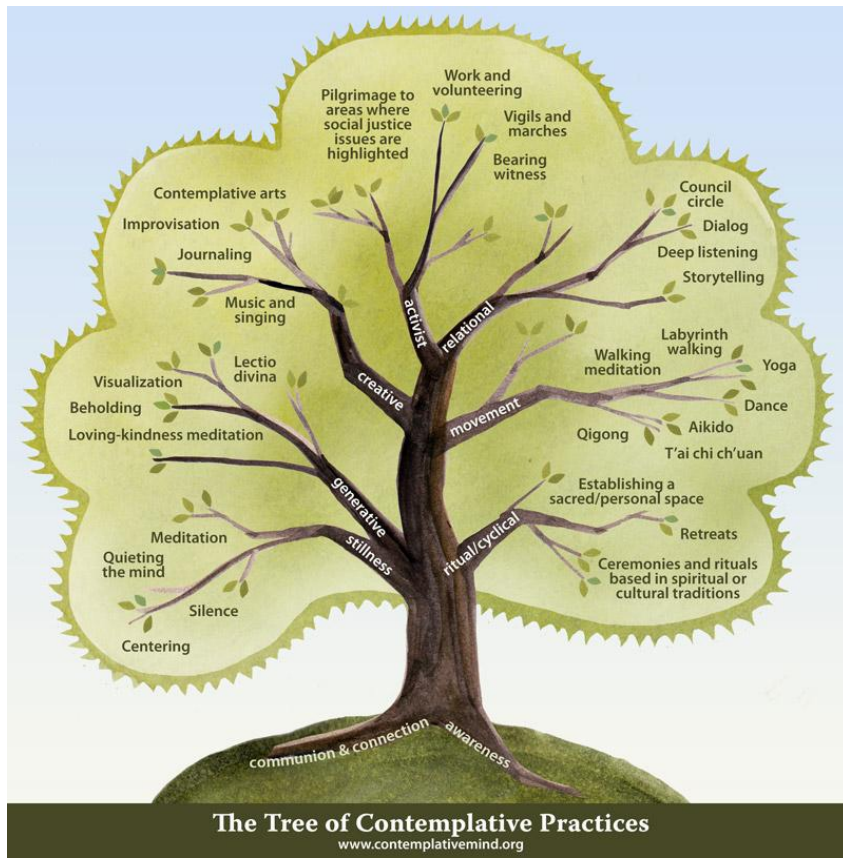 Work and
volunteering
Pilgrimage to
areas where
social justice
issues are
highlighted
Vigils and
marches
Bearing
witness
Contemplative arts
Improvisation
Journaling
Music and
singing
Council
circle
Dialog
Deep listening
Storytelling
activist
relational
creative
movement
Walking
meditation
Labyrinth
walking
Yoga
Dance
Aikido
Qigong
T'ai chi ch'uan
Lectio
divina
Visualization
Beholding
Loving-kindness meditation
generative
stillness
ritual/cyclical
Establishing a
sacred/personal space
Retreats
Ceremonies and rituals
based in spiritual or
cultural traditions
Meditation
Quieting
the mind
Silence
Centering
communion & connection
awareness
The Tree of Contemplative Practices
www.contemplativemind.org